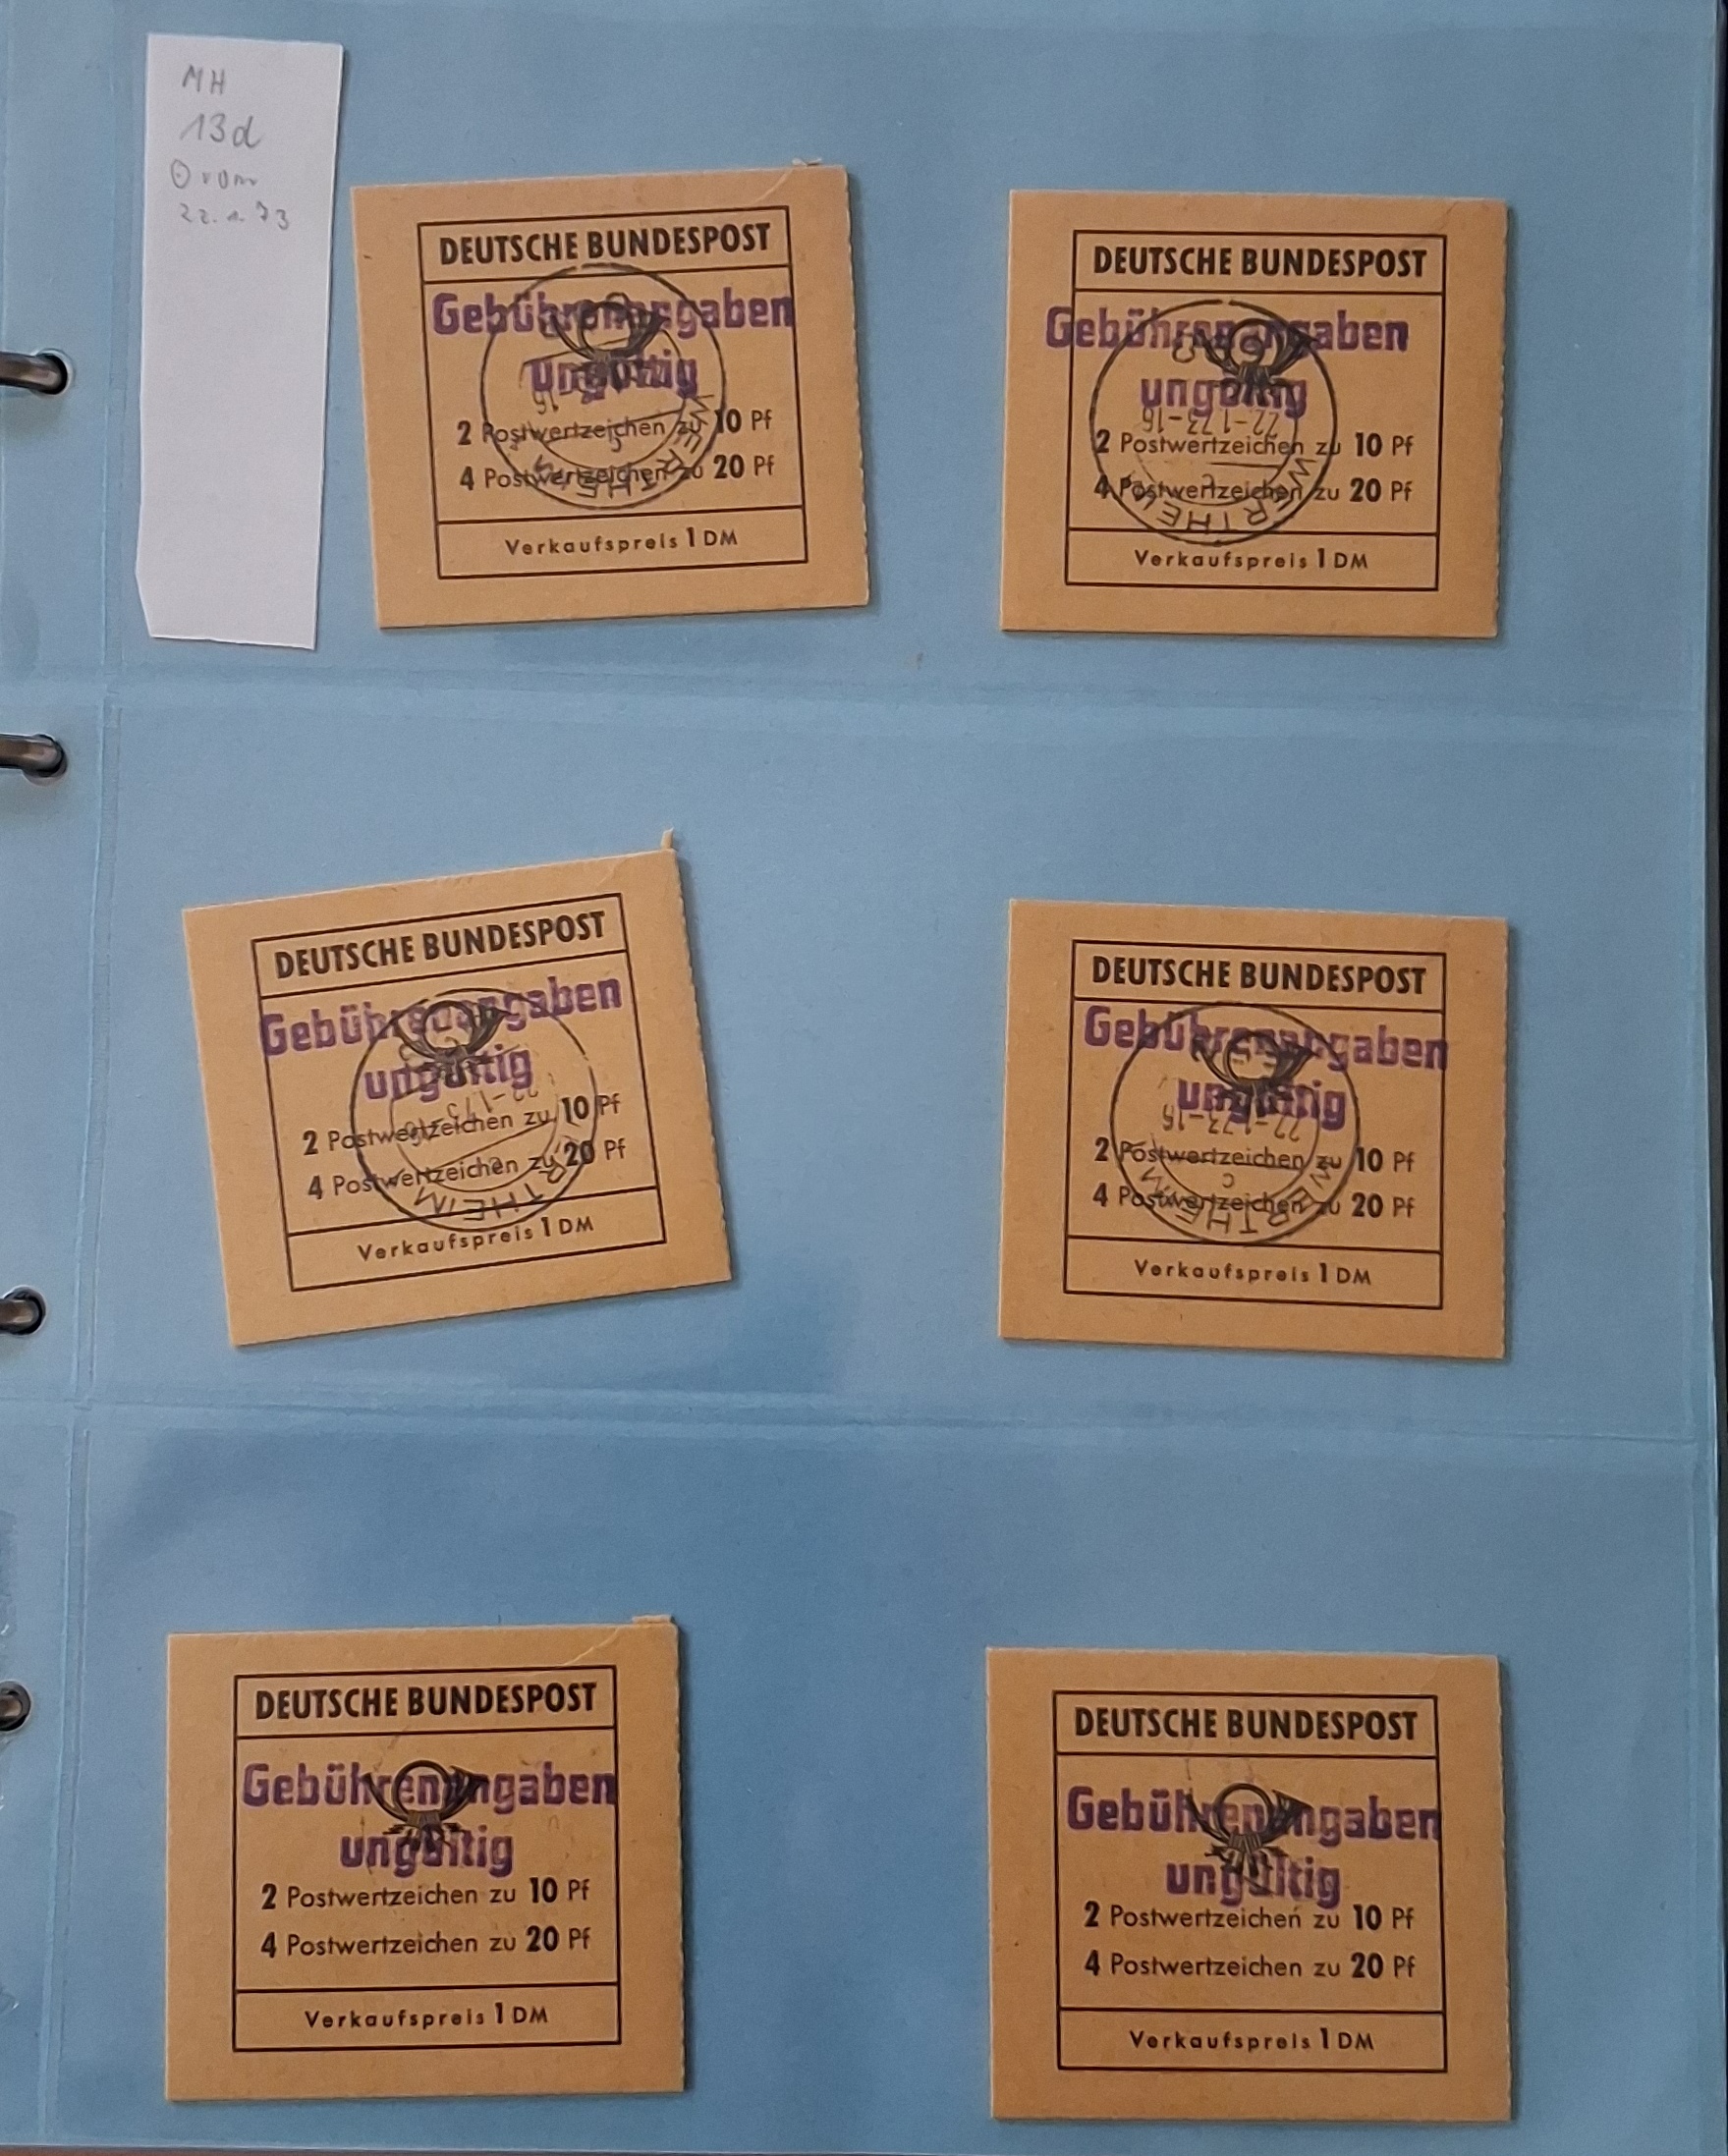 MH
13d
22.1.73
DEUTSCHE BUNDESPOST
Gebührenangaben
ungültig
2 Postwertzeichen zu 10 Pf
4 Postwertzeichen zu 20 Pf
WERTHEIM
Verkaufspreis 1 DM
DEUTSCHE BUNDESPOST
Gebührenangaben
ungültig
22-1-73-16
2 Postwertzeichen zu 10 Pf
4 Postwertzeichen zu 20 Pf
c
WERTHEIM
Verkaufspreis 1 DM
DEUTSCHE BUNDESPOST
Gebührenangaben
ungültig
22-1-73
2 Postwertzeichen zu 10 Pf
4 Postwertzeichen zu 20 Pf
RTHEIM
Verkaufspreis 1 DM
DEUTSCHE BUNDESPOST
Gebührenangaben
ungültig
22-1-73-16
2 Postwertzeichen zu 10 Pf
c
4 Postwertzeichen zu 20 Pf
WERTHEIM
Verkaufspreis 1 DM
DEUTSCHE BUNDESPOST
Gebührenangaben
ungültig
2 Postwertzeichen zu 10 Pf
4 Postwertzeichen zu 20 Pf
Verkaufspreis 1 DM
DEUTSCHE BUNDESPOST
Gebührenangaben
ungültig
2 Postwertzeichen zu 10 Pf
4 Postwertzeichen zu 20 Pf
Verkaufspreis 1 DM